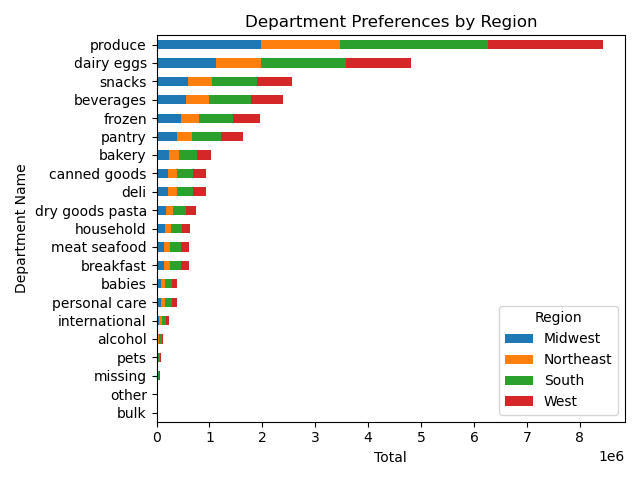 Department Preferences by Region
Department Name
produce
dairy eggs
snacks
beverages
frozen
pantry
bakery
canned goods
deli
dry goods pasta
household
meat seafood
breakfast
babies
personal care
international
alcohol
pets
missing
other
bulk
Region
Midwest
Northeast
South
West
0 1 2 3 4 5 6 7 8
1e6
Total